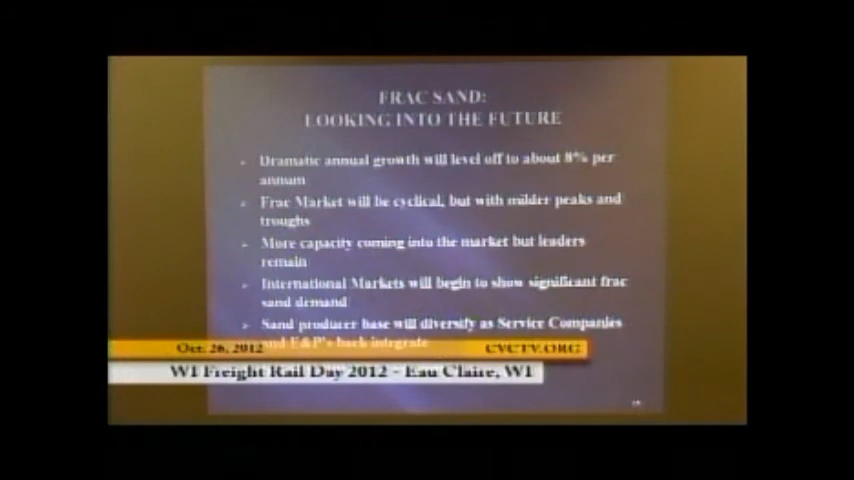 FRAC SAND:
LOOKING INTO THE FUTURE
Dramatic annual growth will level off to about 8% per
annum
Frac Market will be cyclical, but with milder peaks and
troughs
More capacity coming into the market but leaders
remain
International Markets will begin to show significant frac
sand demand
Sand producer base will diversify as Service Companies
and E&P's back integrate
Oct. 26, 2012 CVCTV.ORG
WI Freight Rail Day 2012 - Eau Claire, WI